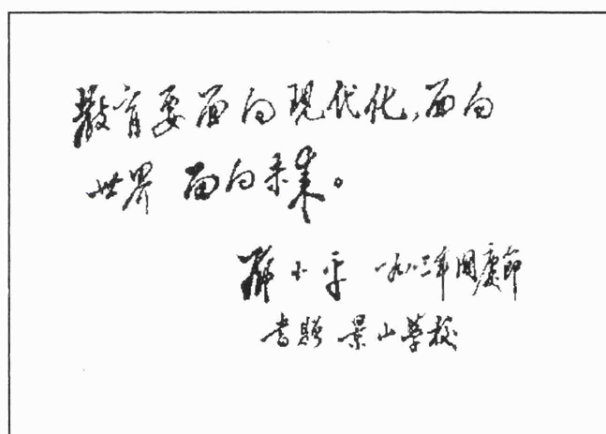 教育要面向现代化,面向
世界 面向未来。
邓小平 一九八三年国庆节
书赠 景山学校